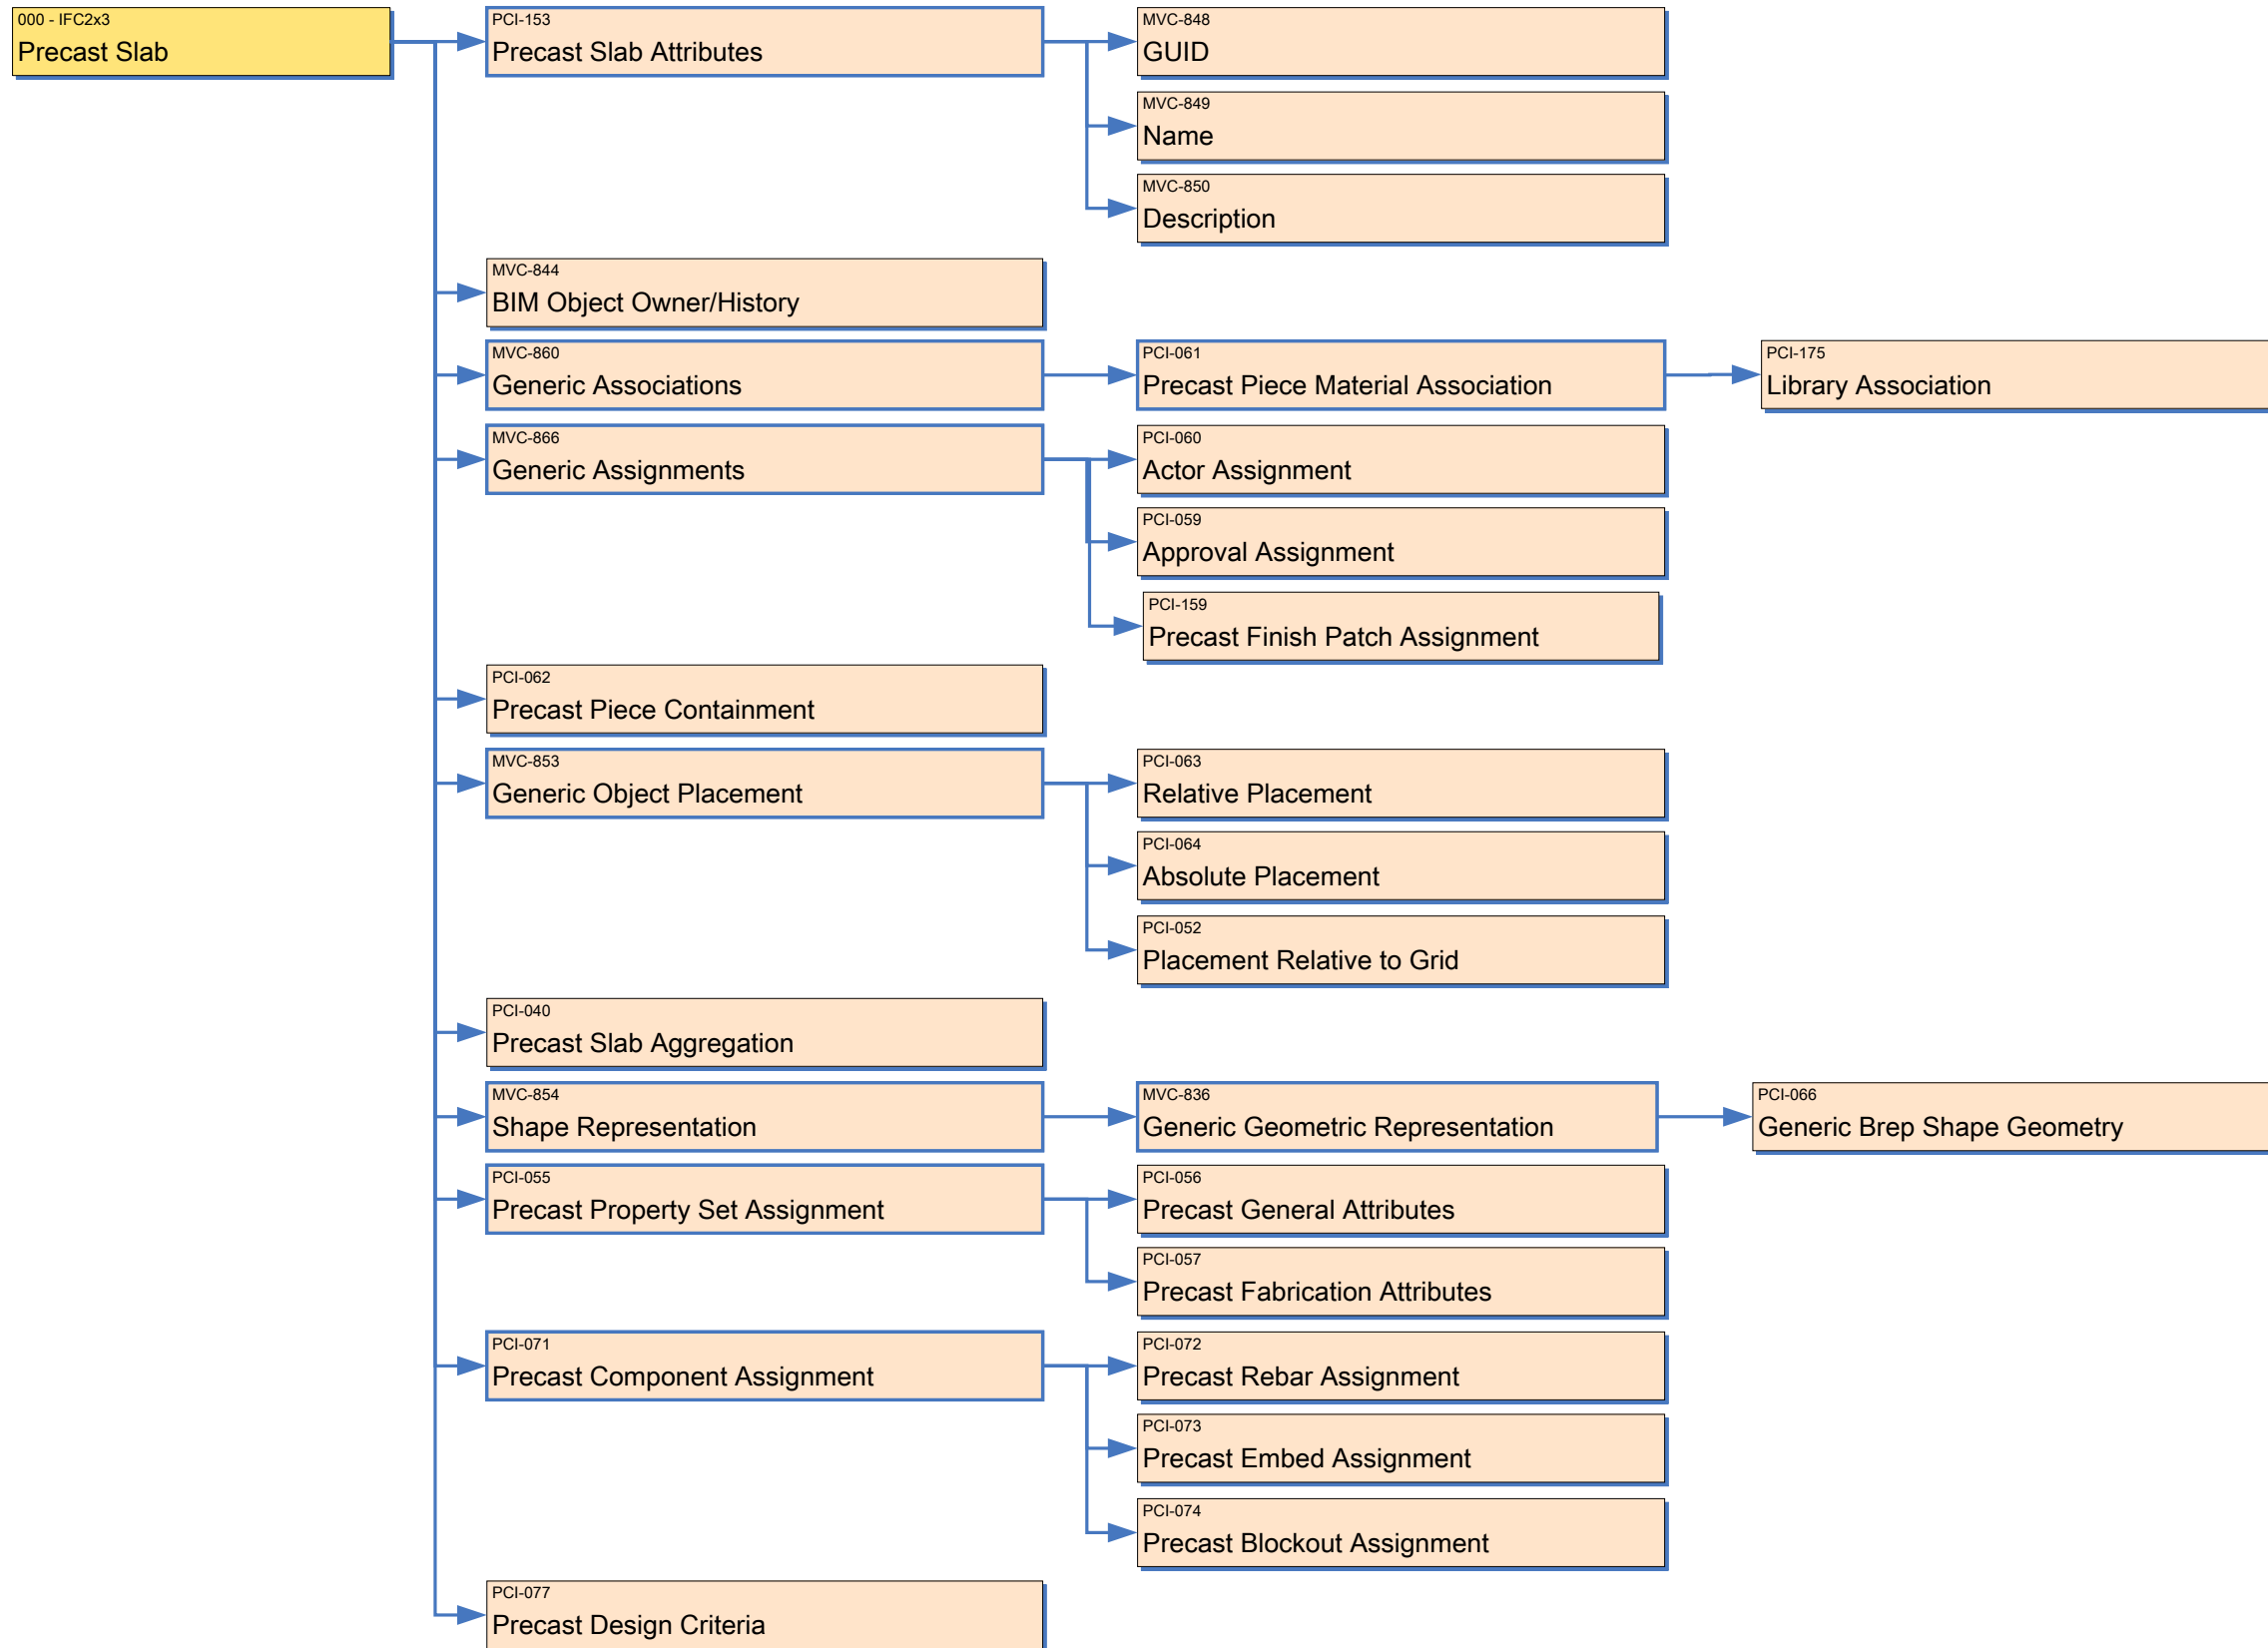 000 - IFC2x3
Precast Slab
PCI-153
Precast Slab Attributes
MVC-848
GUID
MVC-849
Name
MVC-850
Description
MVC-844
BIM Object Owner/History
MVC-860
Generic Associations
PCI-061
Precast Piece Material Association
PCI-175
Library Association
MVC-866
Generic Assignments
PCI-060
Actor Assignment
PCI-059
Approval Assignment
PCI-159
Precast Finish Patch Assignment
PCI-062
Precast Piece Containment
MVC-853
Generic Object Placement
PCI-063
Relative Placement
PCI-064
Absolute Placement
PCI-052
Placement Relative to Grid
PCI-040
Precast Slab Aggregation
MVC-854
Shape Representation
MVC-836
Generic Geometric Representation
PCI-066
Generic Brep Shape Geometry
PCI-055
Precast Property Set Assignment
PCI-056
Precast General Attributes
PCI-057
Precast Fabrication Attributes
PCI-071
Precast Component Assignment
PCI-072
Precast Rebar Assignment
PCI-073
Precast Embed Assignment
PCI-074
Precast Blockout Assignment
PCI-077
Precast Design Criteria